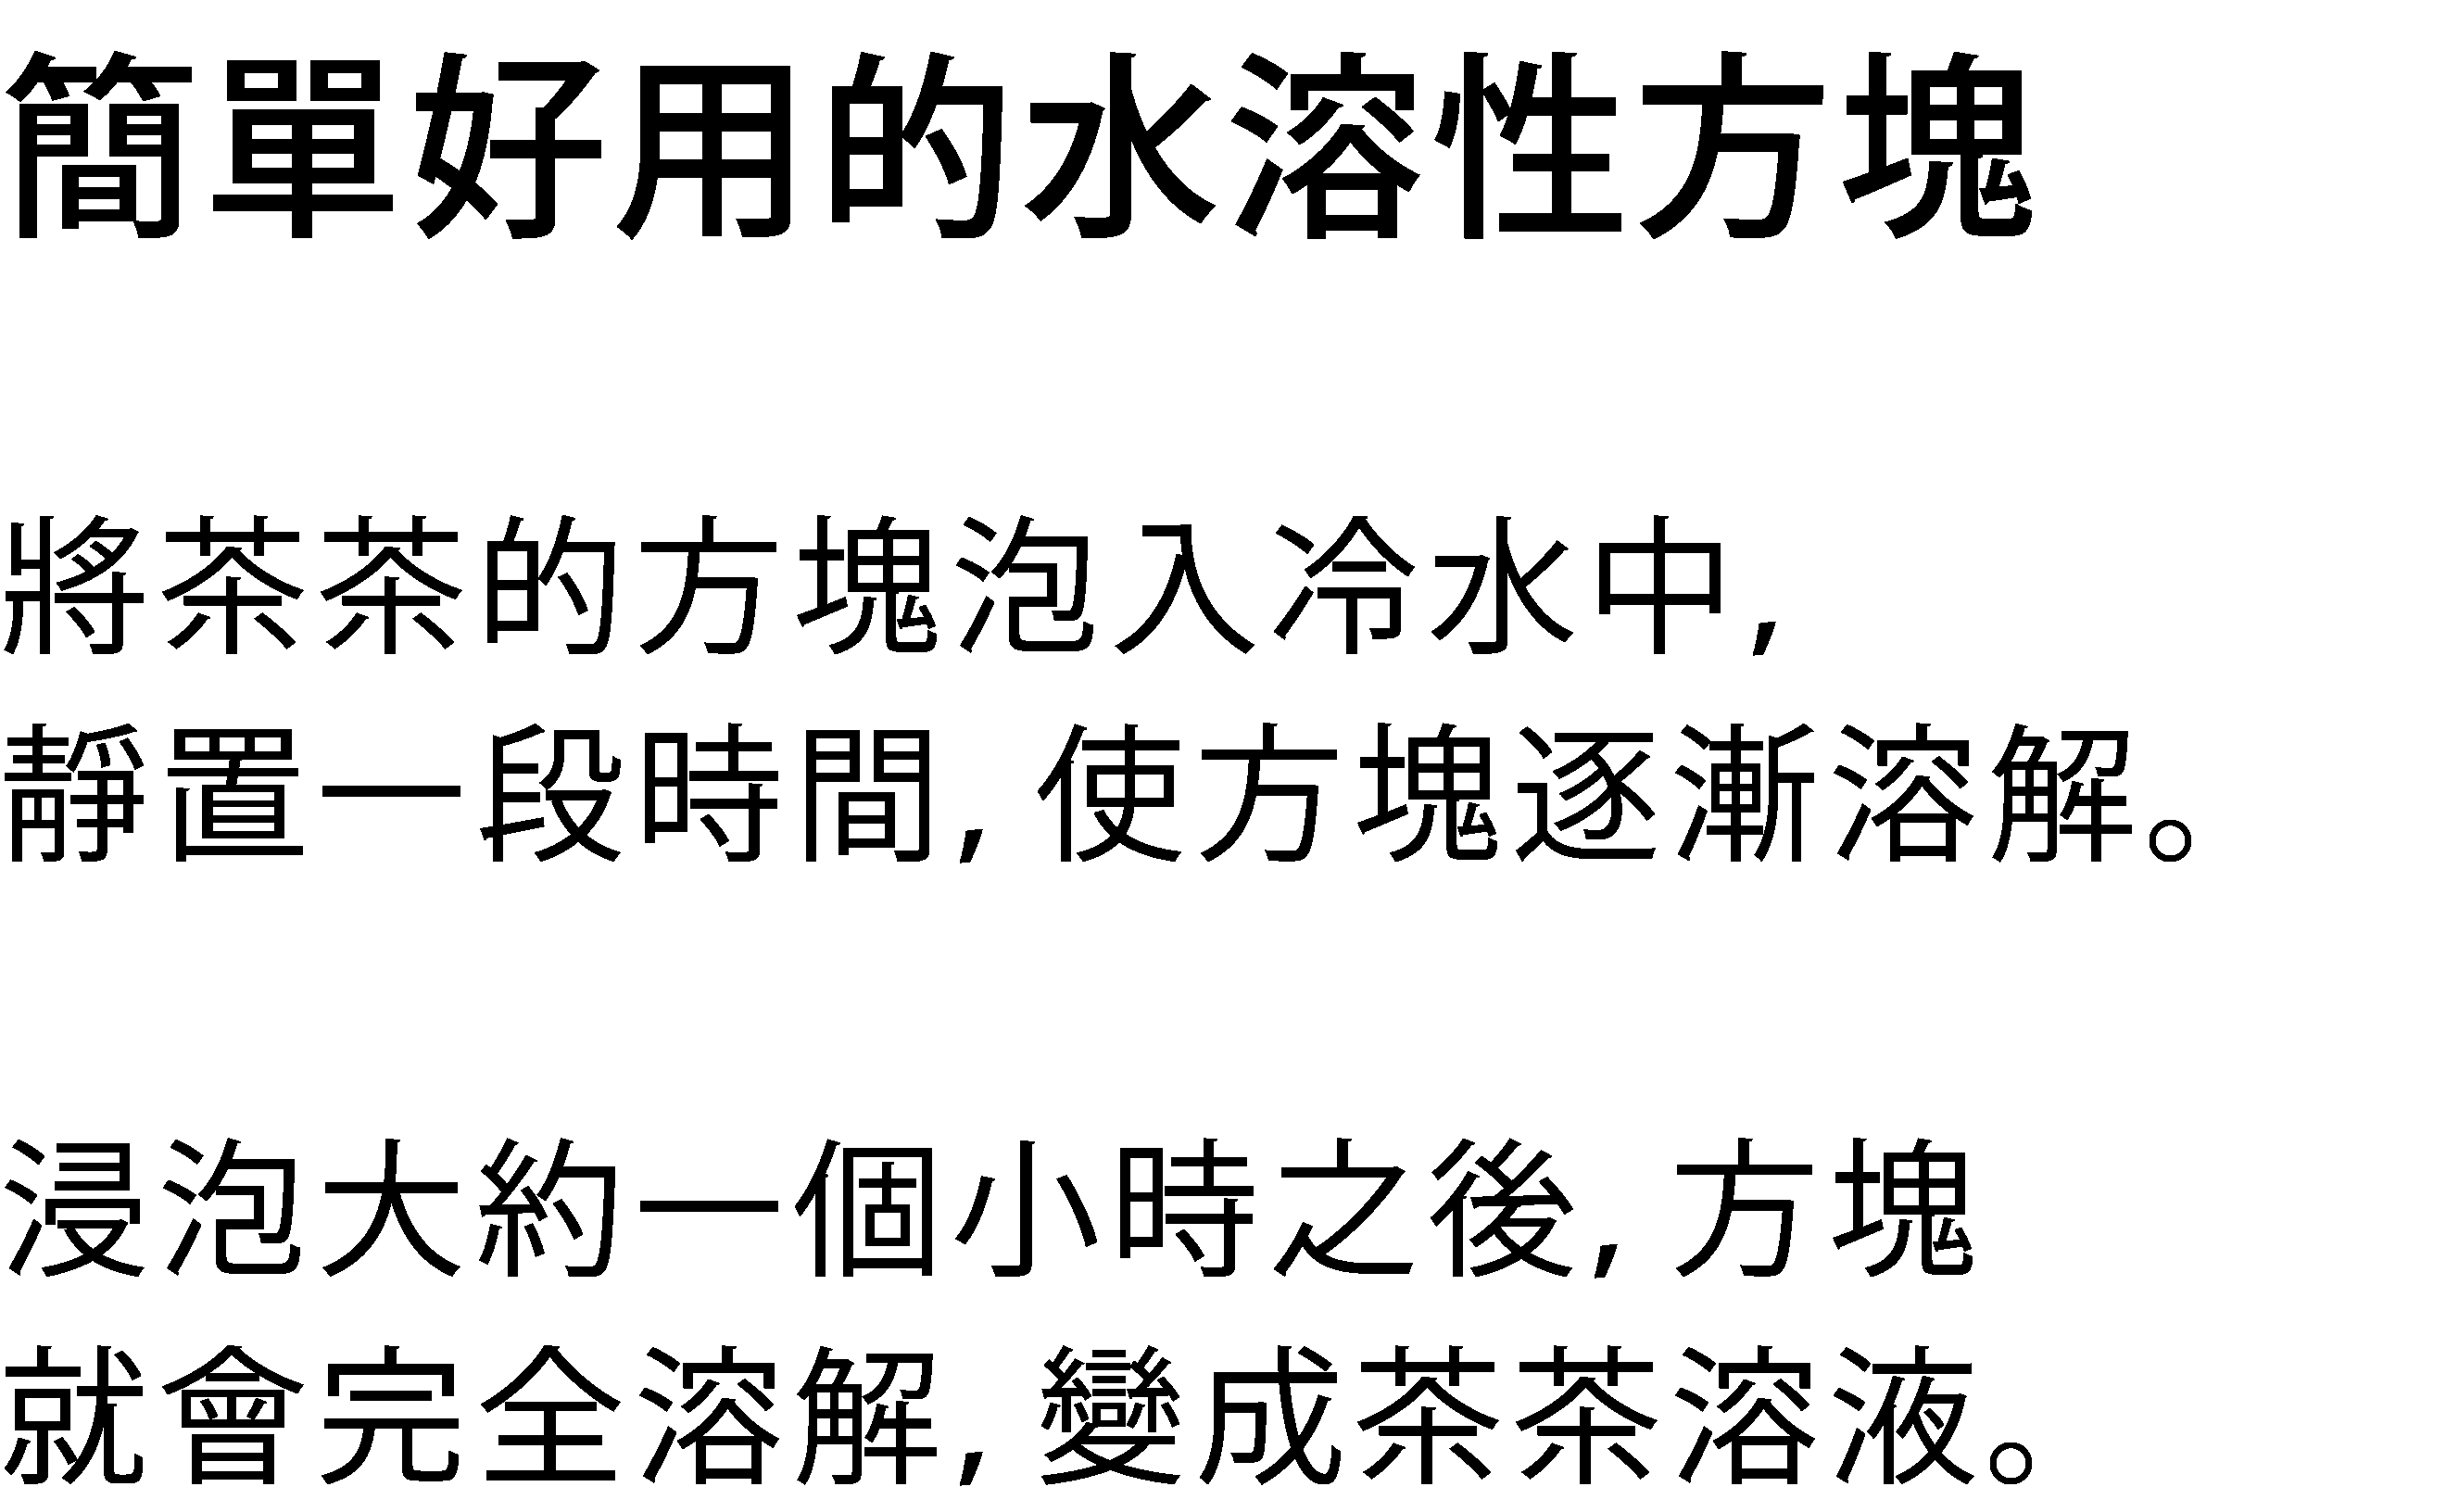 簡單好用的水溶性方塊
將茶茶的方塊泡入冷水中,
靜置一段時間, 使方塊逐漸溶解。
浸泡大約一個小時之後, 方塊
就會完全溶解, 變成茶茶溶液。